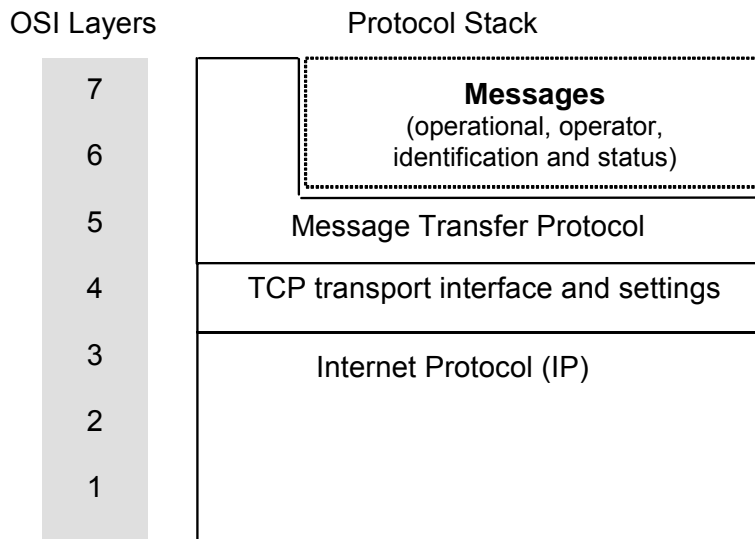 OSI Layers
Protocol Stack
7
Messages
(operational, operator,
identification and status)
6
5
Message Transfer Protocol
4
TCP transport interface and settings
3
Internet Protocol (IP)
2
1